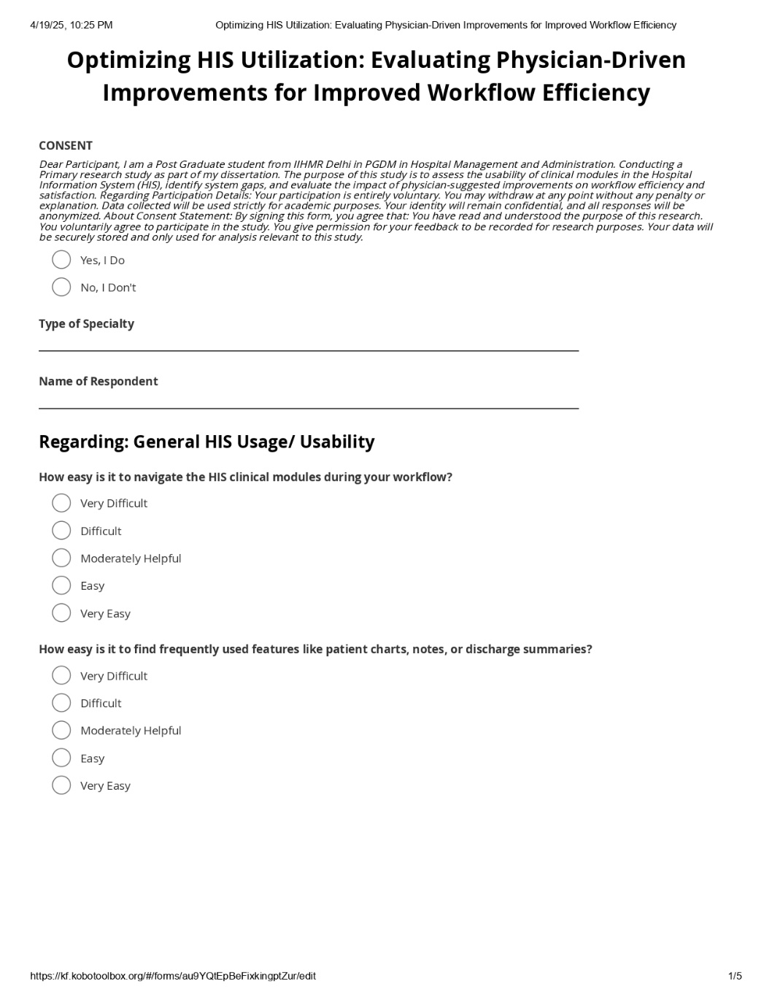 4/19/25, 10:25 PM
Optimizing HIS Utilization: Evaluating Physician-Driven Improvements for Improved Workflow Efficiency
Optimizing HIS Utilization: Evaluating Physician-Driven
Improvements for Improved Workflow Efficiency
CONSENT
Dear Participant, I am a Post Graduate student from IIHMR Delhi in PGDM in Hospital Management and Administration. Conducting a
Primary research study as part of my dissertation. The purpose of this study is to assess the usability of clinical modules in the Hospital
Information System (HIS), identify system gaps, and evaluate the impact of physician-suggested improvements on workflow efficiency and
satisfaction. Regarding Participation Details: Your participation is entirely voluntary. You may withdraw at any point without any penalty or
explanation. Data collected will be used strictly for academic purposes. Your identity will remain confidential, and all responses will be
anonymized. About Consent Statement: By signing this form, you agree that: You have read and understood the purpose of this research.
You voluntarily agree to participate in the study. You give permission for your feedback to be recorded for research purposes. Your data will
be securely stored and only used for analysis relevant to this study.
Yes, I Do
No, I Don't
Type of Specialty
Name of Respondent
Regarding: General HIS Usage/ Usability
How easy is it to navigate the HIS clinical modules during your workflow?
Very Difficult
Difficult
Moderately Helpful
Easy
Very Easy
How easy is it to find frequently used features like patient charts, notes, or discharge summaries?
Very Difficult
Difficult
Moderately Helpful
Easy
Very Easy
https://kf.kobotoolbox.org/#/forms/au9YQtEpBeFixkingptZur/edit
1/5